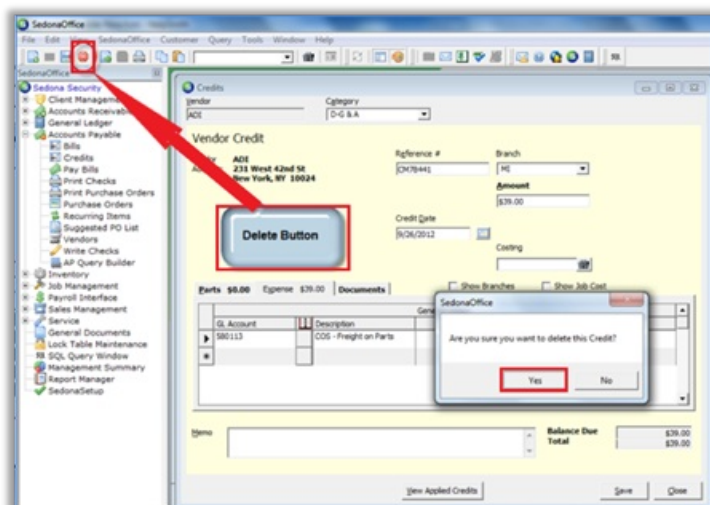 SedonaOffice
File Edit View SedonaOffice Customer Query Tools Window Help
SedonaOffice
Sedona Security
Client Management
Accounts Receivable
General Ledger
Accounts Payable
Bills
Credits
Pay Bills
Print Checks
Print Purchase Orders
Purchase Orders
Recurring Items
Suggested PO List
Vendors
Write Checks
AP Query Builder
Inventory
Job Management
Payroll Interface
Sales Management
Service
General Documents
Lock Table Maintenance
SQL Query Window
Management Summary
Report Manager
SedonaSetup
Credits
Vendor Category
ADI D-G & A
Vendor Credit
ADI
231 West 42nd St
New York, NY 10024
Reference # Branch
CM78441 MI
Amount
$39.00
Credit Date
9/26/2012
Costing
Delete Button
Parts $0.00 Expense $39.00 Documents
Show Branches Show Job Cost
GL Account Description
580113 COS - Freight on Parts
SedonaOffice
Are you sure you want to delete this Credit?
Yes No
Memo
Balance Due $39.00
Total $39.00
View Applied Credits Save Close